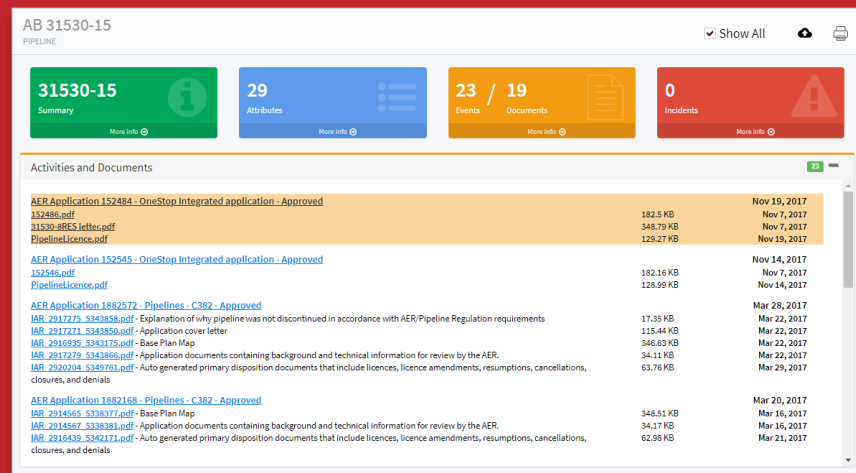 AB 31530-15
PIPELINE
Show All
31530-15
Summary
More info
29
Attributes
More info
23 / 19
Events Documents
More info
0
Incidents
More info
Activities and Documents
23
AER Application 152484 - OneStop Integrated application - Approved Nov 19, 2017
152486.pdf 182.5 KB Nov 7, 2017
31530-8RES letter.pdf 348.79 KB Nov 7, 2017
PipelineLicence.pdf 129.27 KB Nov 19, 2017
AER Application 152545 - OneStop Integrated application - Approved Nov 14, 2017
152546.pdf 182.16 KB Nov 7, 2017
PipelineLicence.pdf 128.99 KB Nov 14, 2017
AER Application 1882572 - Pipelines - C382 - Approved Mar 28, 2017
IAR_2917275_5343858.pdf - Explanation of why pipeline was not discontinued in accordance with AER/Pipeline Regulation requirements 17.35 KB Mar 22, 2017
IAR_2917271_5343850.pdf - Application cover letter 115.44 KB Mar 22, 2017
IAR_2916935_5343175.pdf - Base Plan Map 346.63 KB Mar 22, 2017
IAR_2917279_5343866.pdf - Application documents containing background and technical information for review by the AER. 34.11 KB Mar 22, 2017
IAR_2920204_5349761.pdf - Auto generated primary disposition documents that include licences, licence amendments, resumptions, cancellations, 63.76 KB Mar 29, 2017
closures, and denials
AER Application 1882168 - Pipelines - C382 - Approved Mar 20, 2017
IAR_2914565_5338377.pdf - Base Plan Map 348.51 KB Mar 16, 2017
IAR_2914567_5338381.pdf - Application documents containing background and technical information for review by the AER. 34.17 KB Mar 16, 2017
IAR_2916439_5342171.pdf - Auto generated primary disposition documents that include licences, licence amendments, resumptions, cancellations, 62.98 KB Mar 21, 2017
closures, and denials